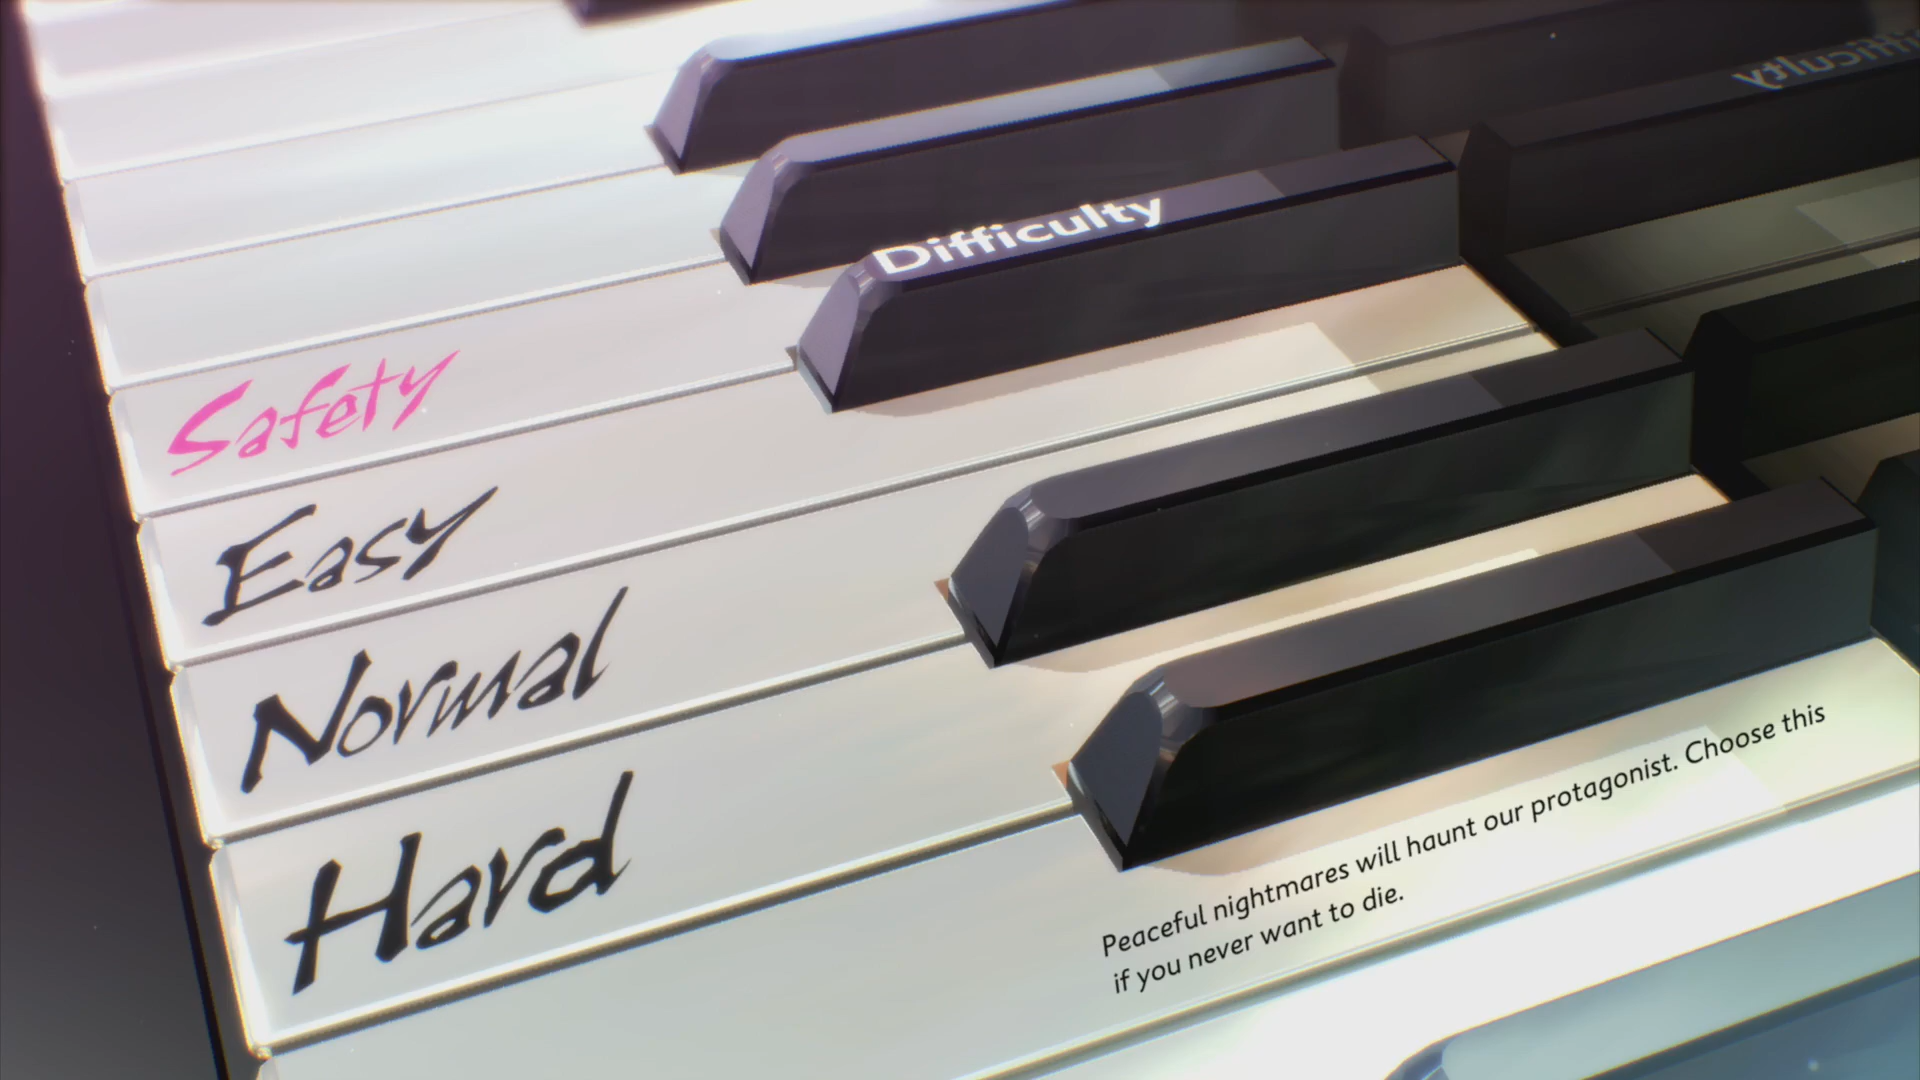 Difficulty
Safety
Easy
Normal
Hard
Peaceful nightmares will haunt our protagonist. Choose this
if you never want to die.
Difficulty